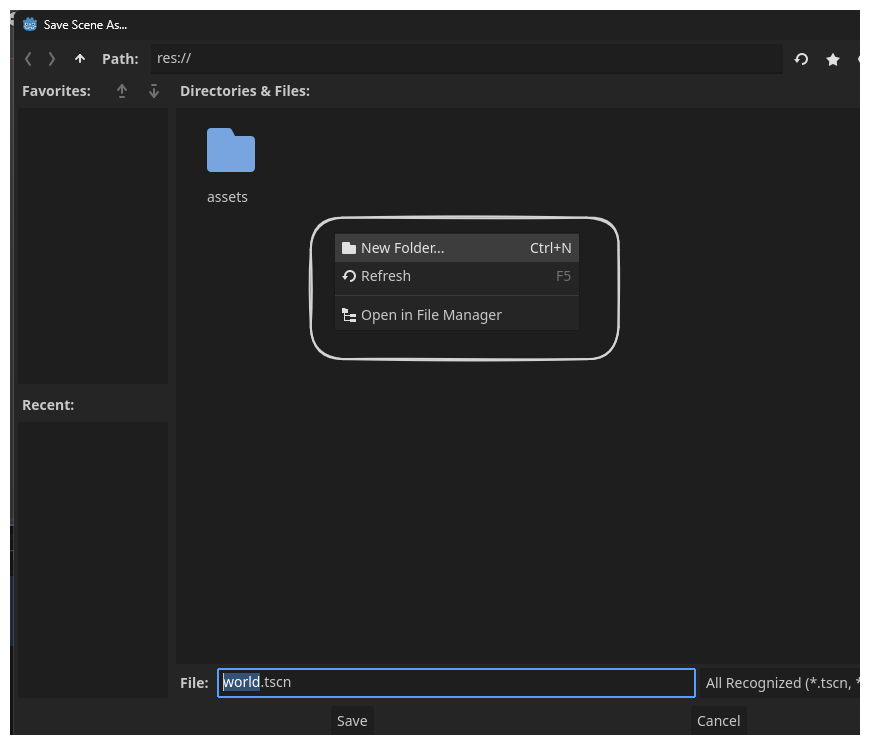 Save Scene As...
Path: res://
Favorites:
Directories & Files:
assets
New Folder... Ctrl+N
Refresh F5
Open in File Manager
Recent:
File: world.tscn All Recognized (*.tscn, *
Save Cancel